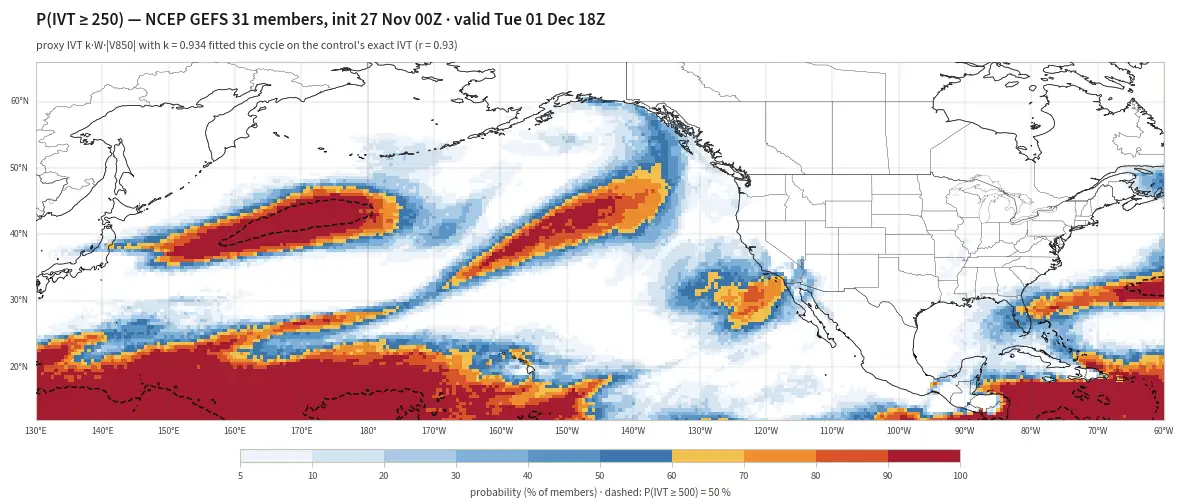 P(IVT ≥ 250) — NCEP GEFS 31 members, init 27 Nov 00Z · valid Tue 01 Dec 18Z
proxy IVT k·W·|V850| with k = 0.934 fitted this cycle on the control's exact IVT (r = 0.93)
60°N
50°N
40°N
30°N
20°N
130°E 140°E 150°E 160°E 170°E 180° 170°W 160°W 150°W 140°W 130°W 120°W 110°W 100°W 90°W 80°W 70°W 60°W
5 10 20 30 40 50 60 70 80 90 100
probability (% of members) · dashed: P(IVT ≥ 500) = 50 %